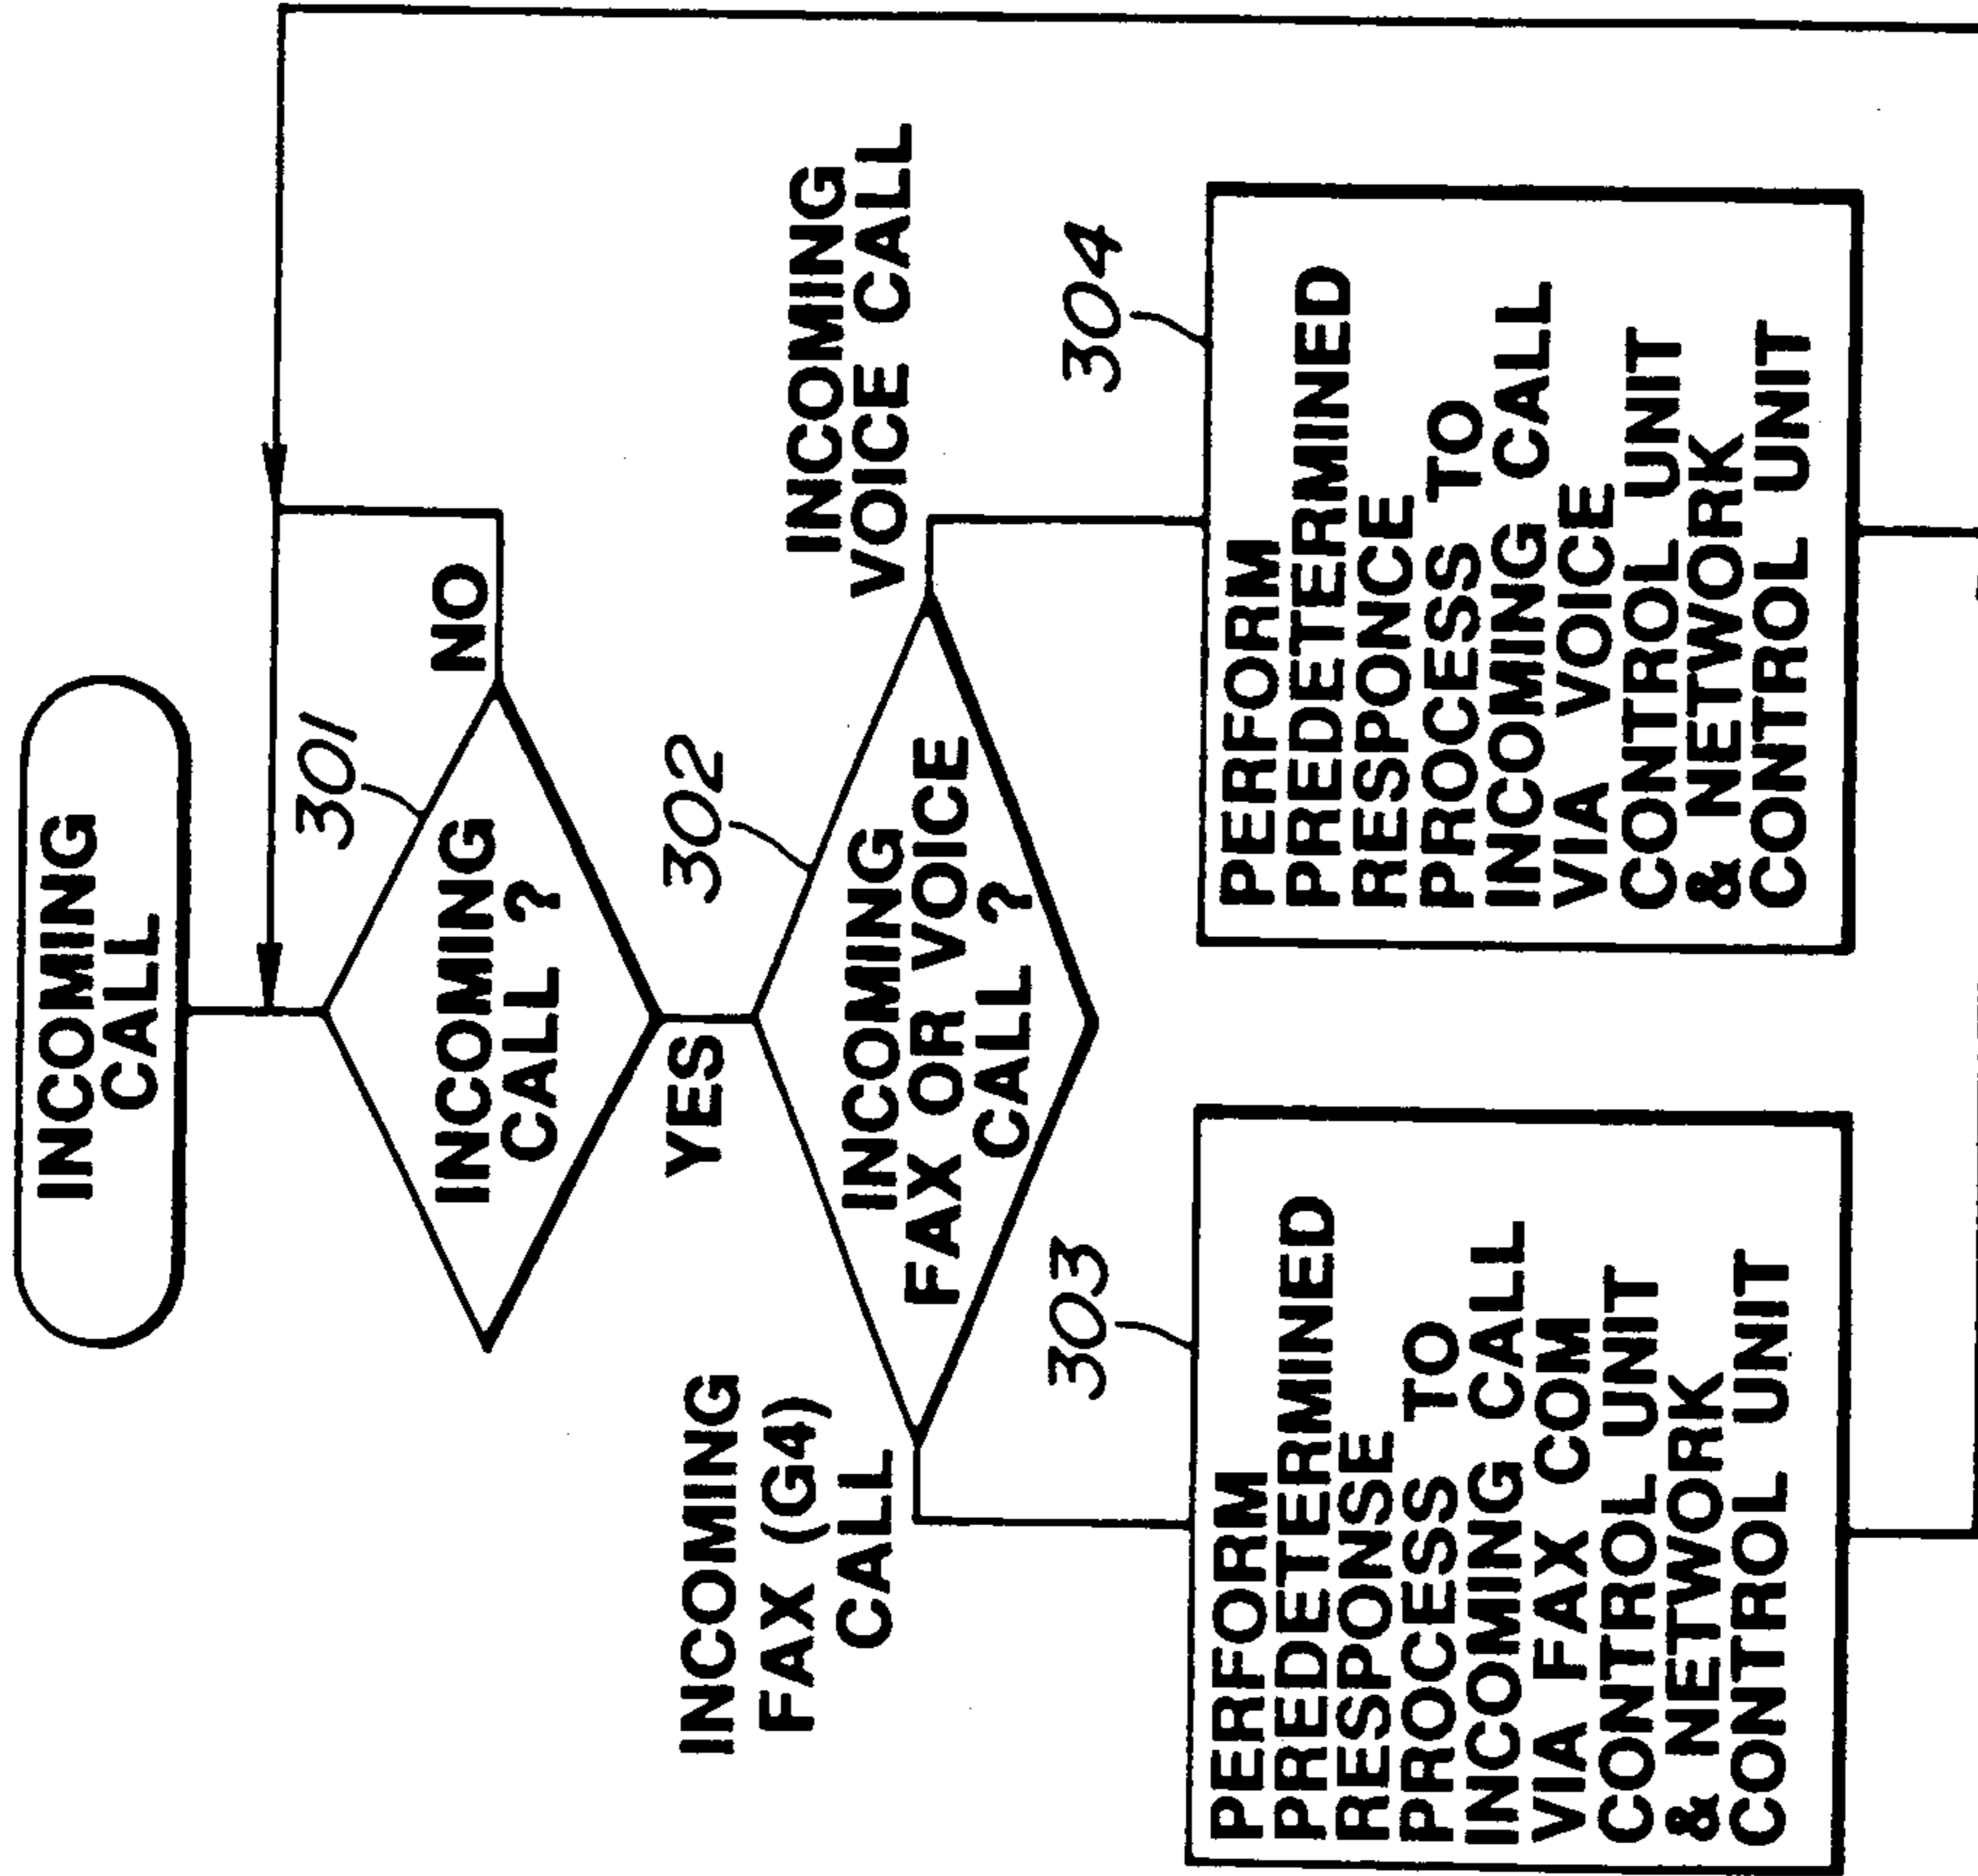 INCOMING
CALL
301
INCOMING
CALL ?
NO
YES
302
INCOMING
FAX OR VOICE
CALL ?
INCOMING
FAX (G4)
CALL
INCOMING
VOICE CALL
303
PERFORM
PREDETERMINED
RESPONSE
PROCESS TO
INCOMING CALL
VIA FAX COM
CONTROL UNIT
& NETWORK
CONTROL UNIT
304
PERFORM
PREDETERMINED
RESPONCE
PROCESS TO
INCOMING CALL
VIA VOICE
CONTROL UNIT
& NETWORK
CONTROL UNIT